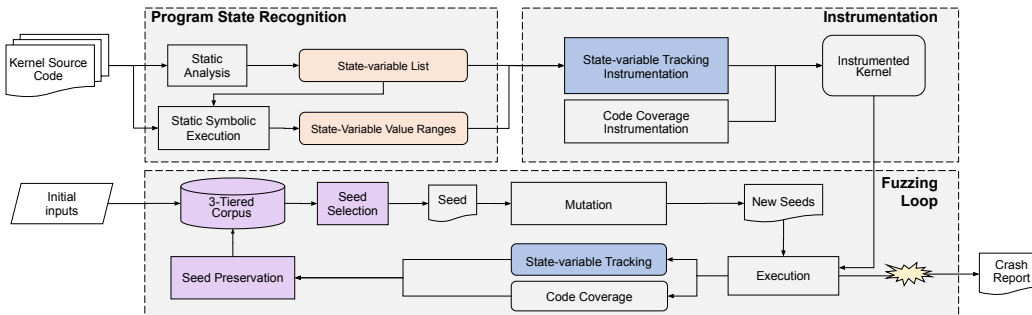 Program State Recognition
Instrumentation
Kernel Source
Code
Static
Analysis
State-variable List
Static Symbolic
Execution
State-Variable Value Ranges
State-variable Tracking
Instrumentation
Code Coverage
Instrumentation
Instrumented
Kernel
Fuzzing
Loop
Initial
inputs
3-Tiered
Corpus
Seed
Selection
Seed
Mutation
New Seeds
Seed Preservation
State-variable Tracking
Code Coverage
Execution
Crash
Report